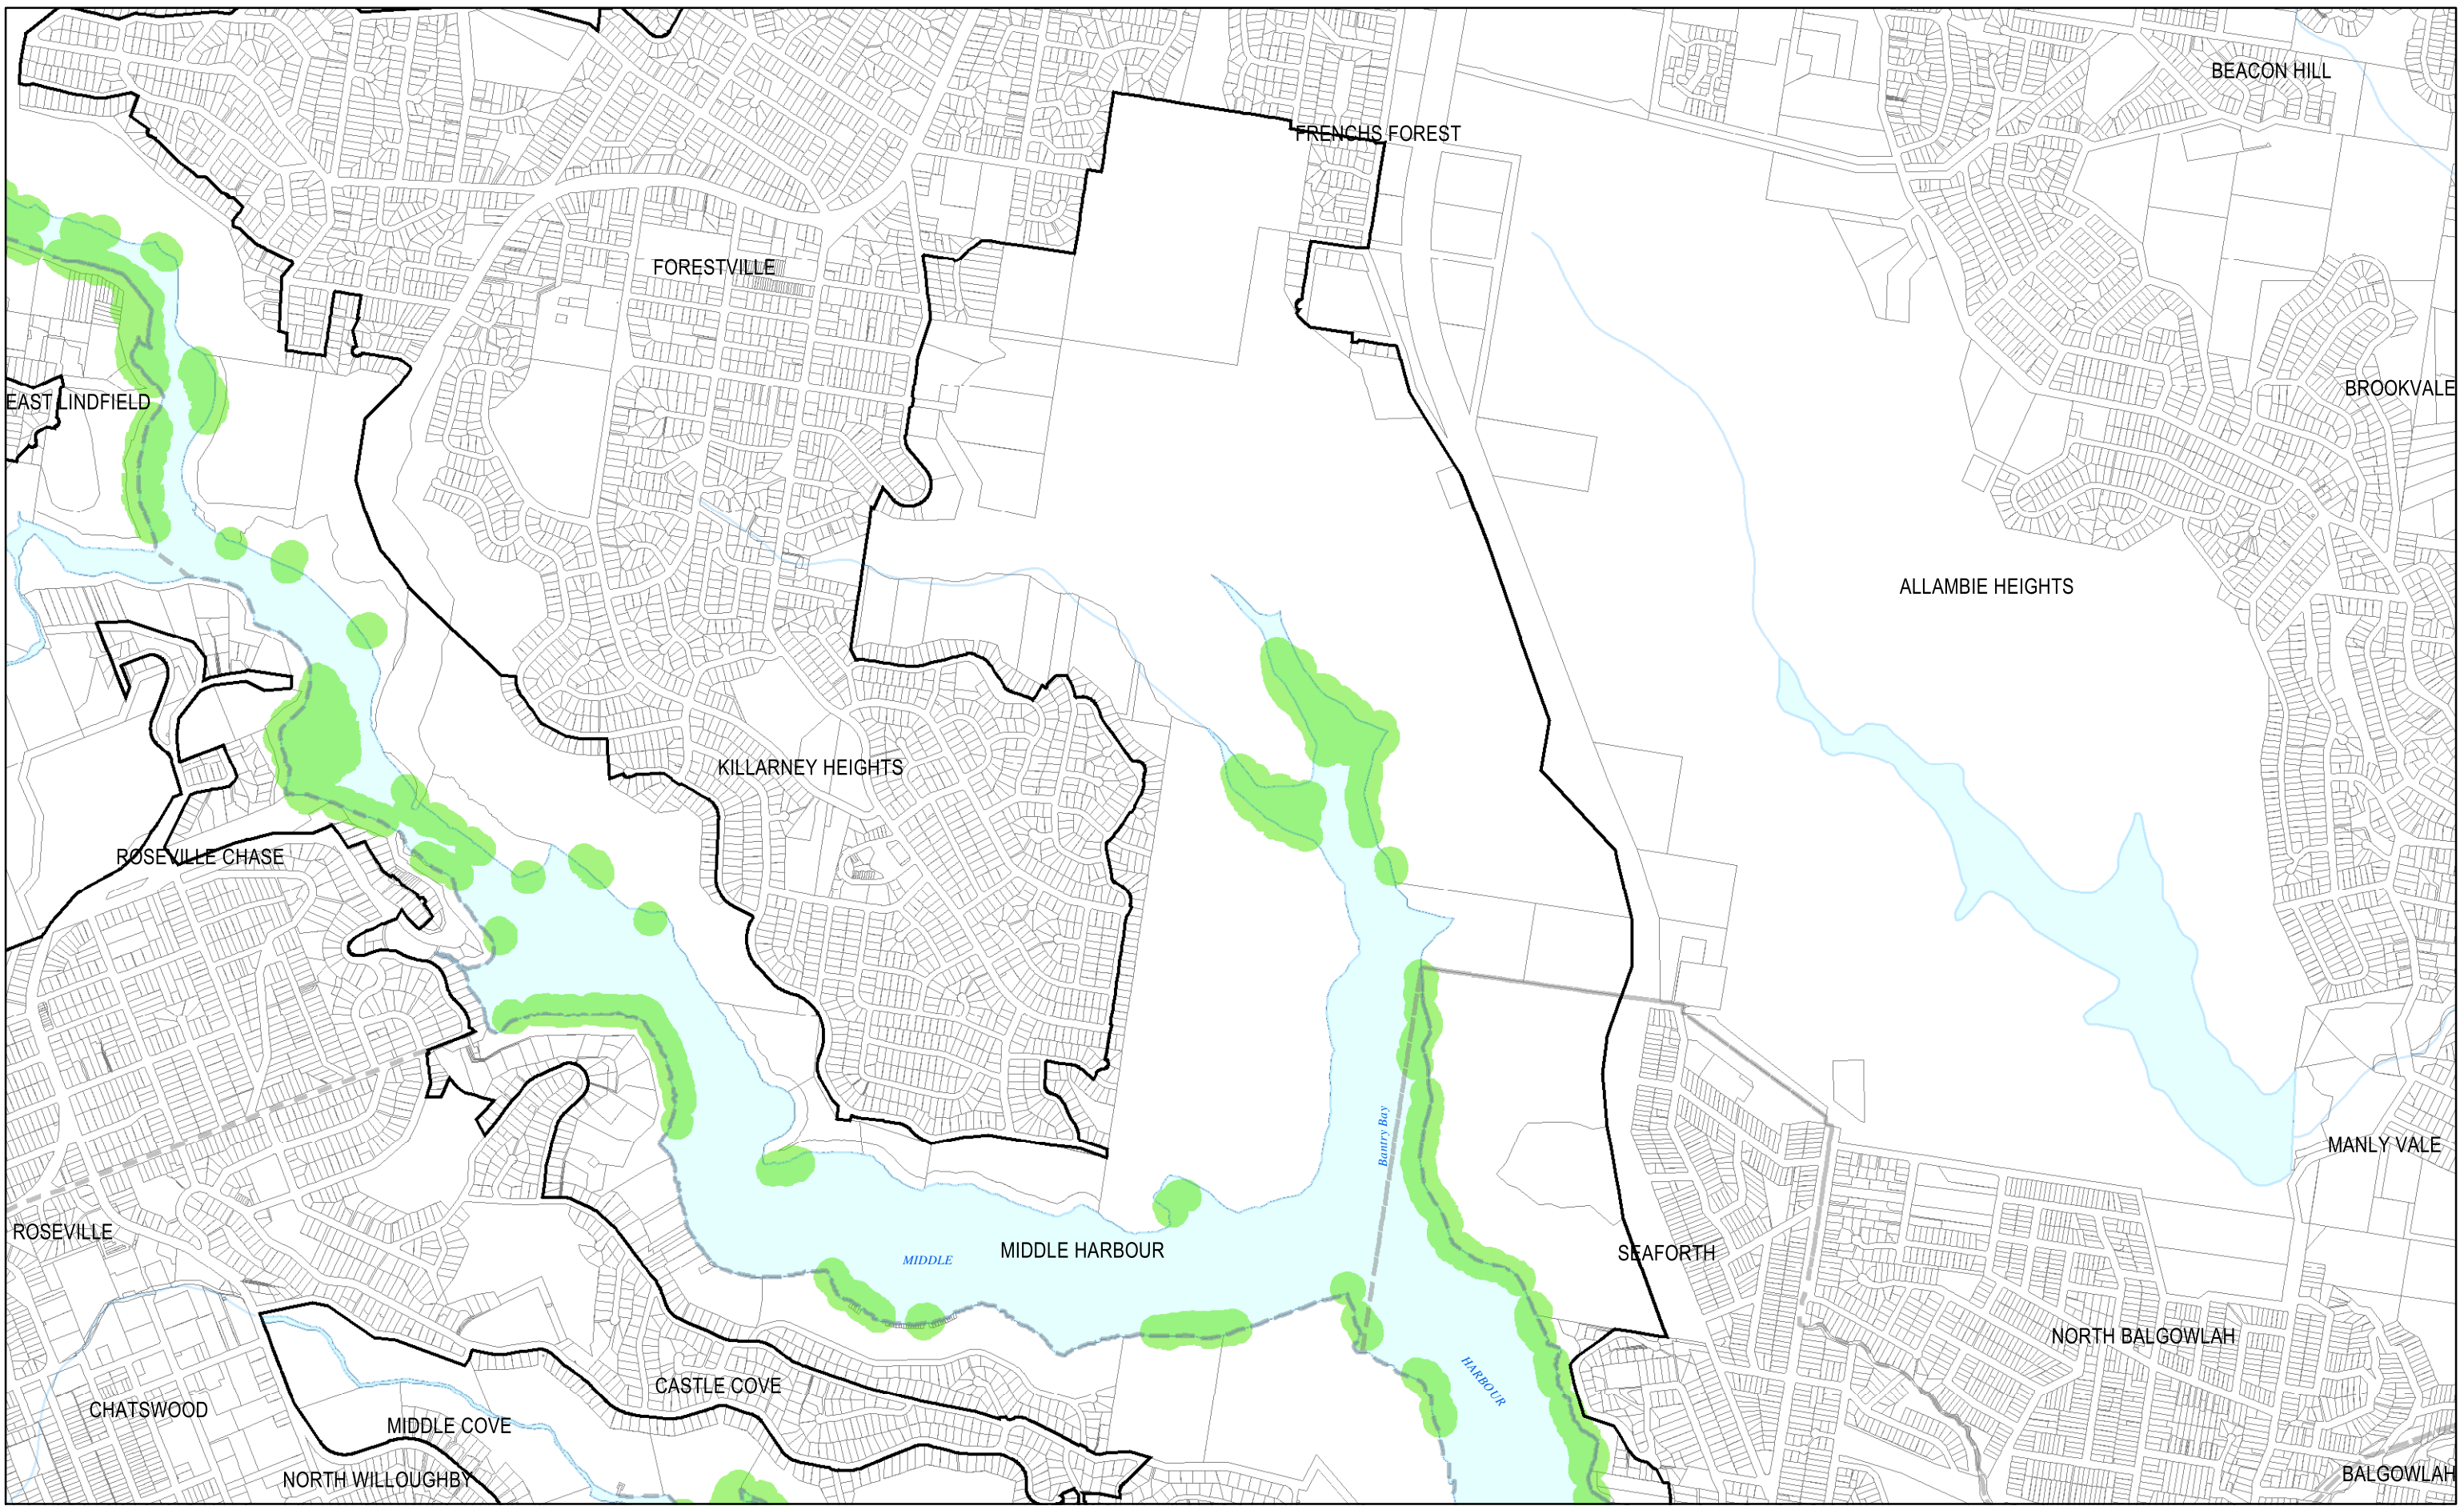 BEACON HILL
FRENCHS FOREST
FORESTVILLE
BROOKVALE
EAST LINDFIELD
ALLAMBIE HEIGHTS
KILLARNEY HEIGHTS
ROSEVILLE CHASE
Bantry Bay
MANLY VALE
ROSEVILLE
MIDDLE HARBOUR
SEAFORTH
MIDDLE
NORTH BALGOWLAH
HARBOUR
CASTLE COVE
CHATSWOOD
MIDDLE COVE
BALGOWLAH
NORTH WILLOUGHBY